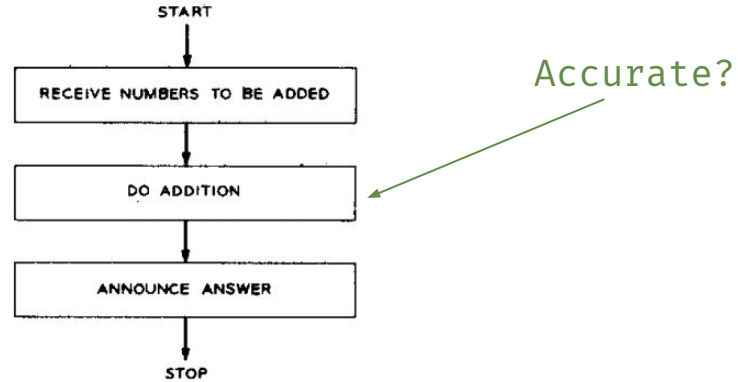 START
RECEIVE NUMBERS TO BE ADDED
Accurate?
DO ADDITION
ANNOUNCE ANSWER
STOP